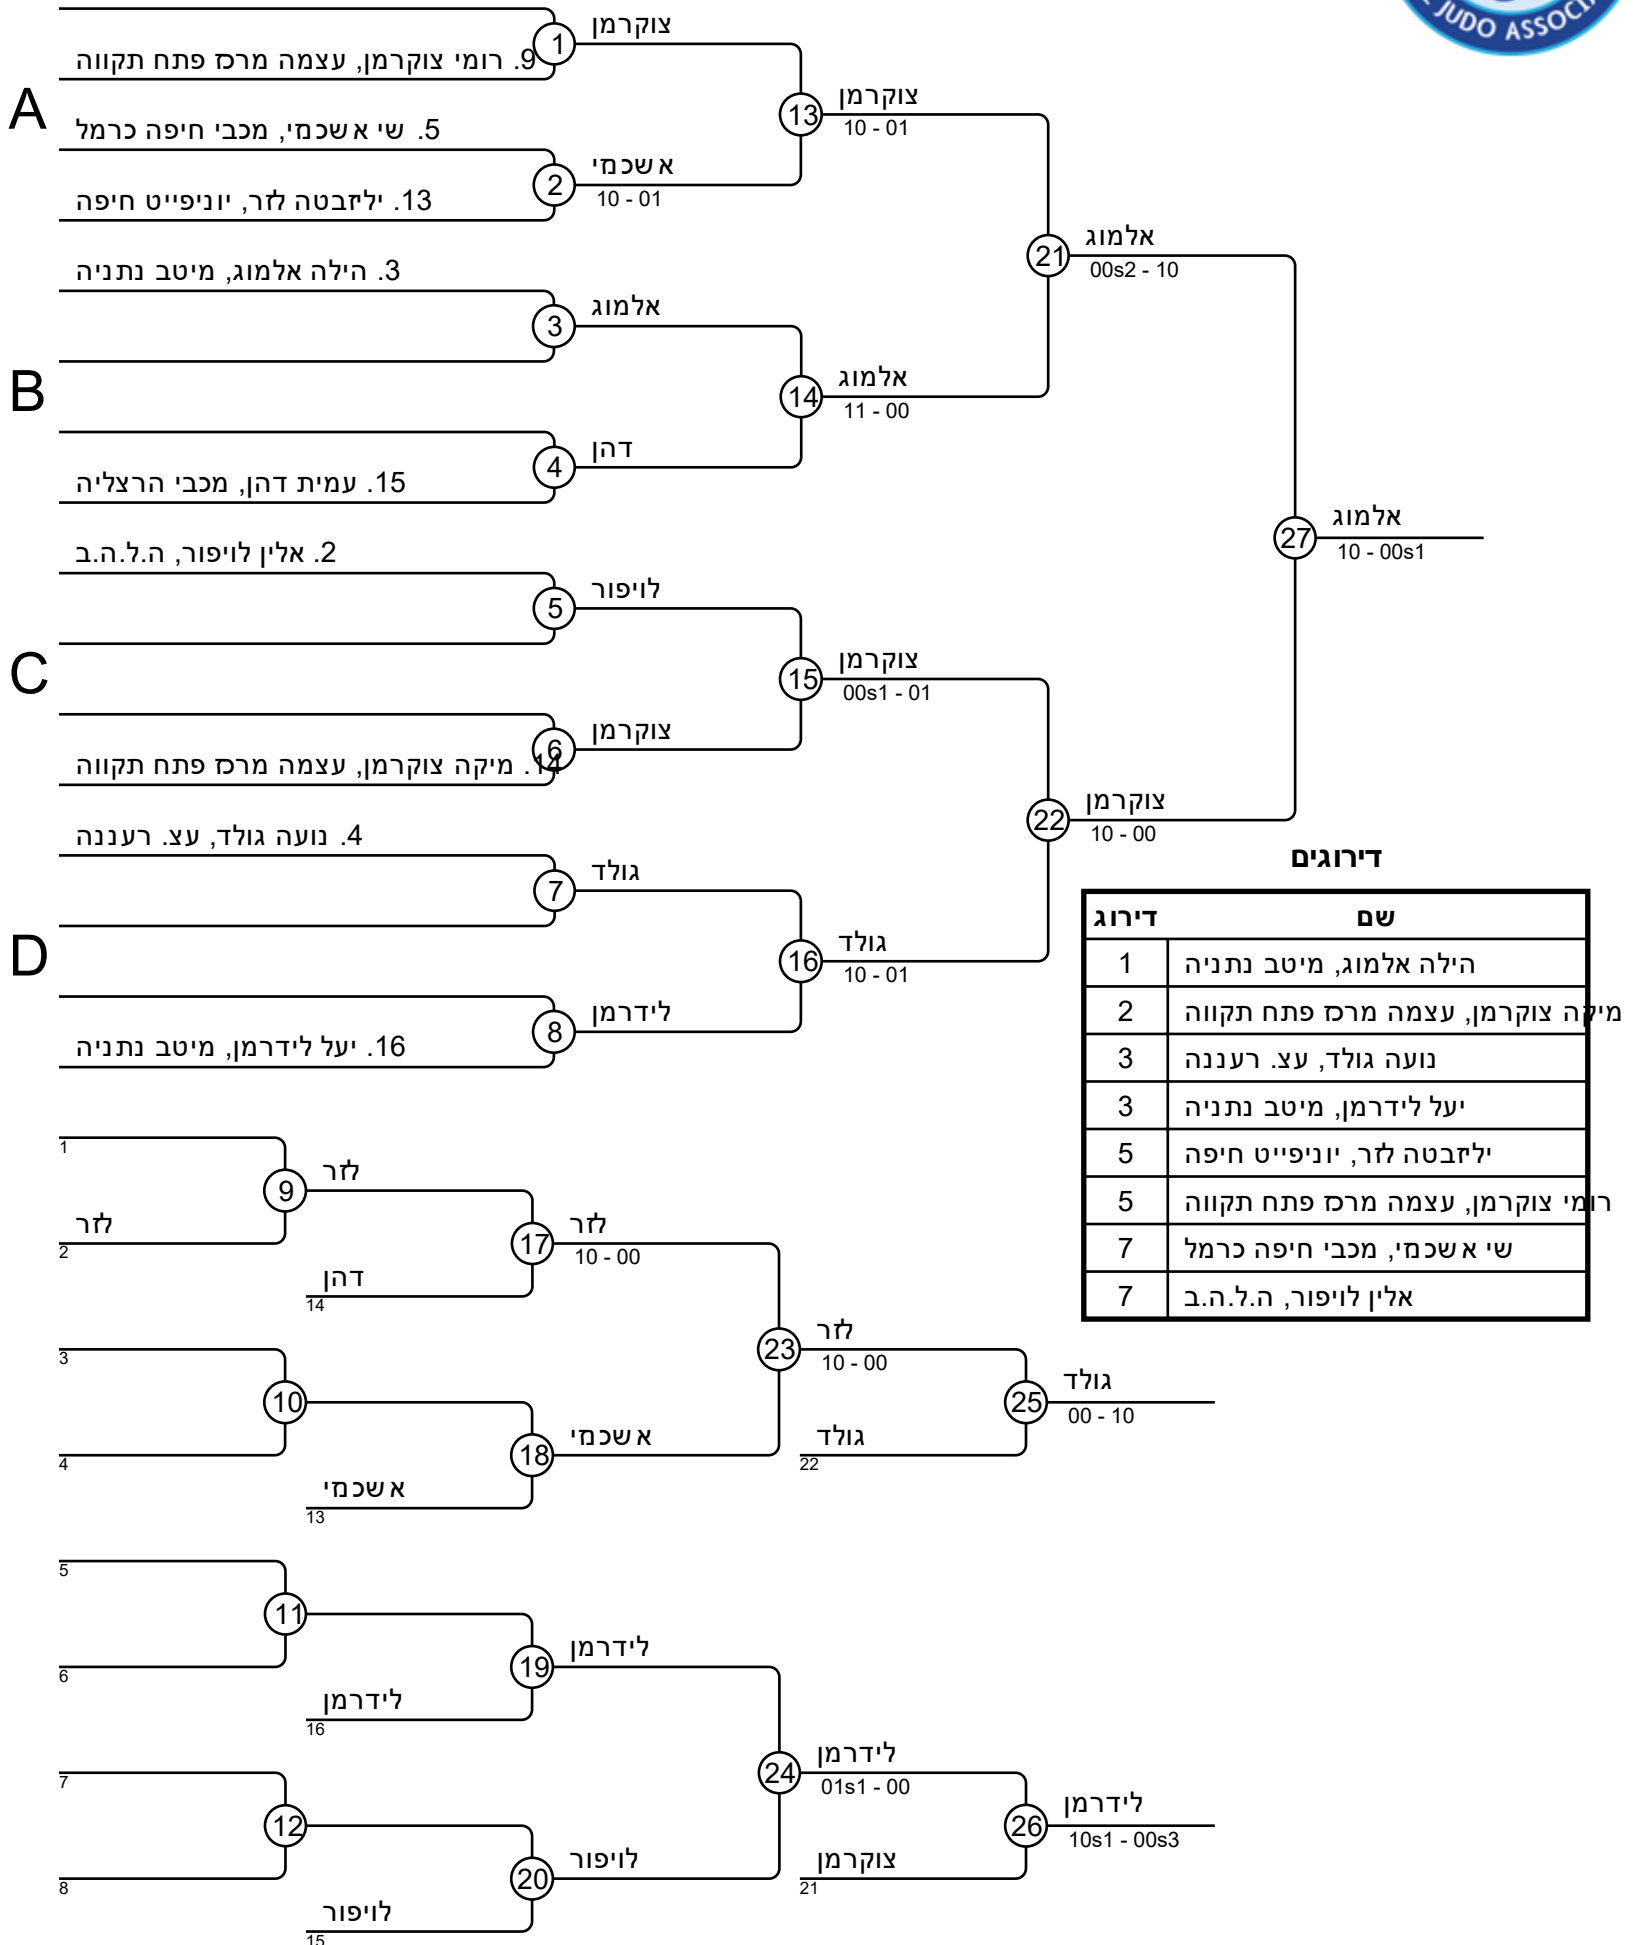 JUDO ASSOCIA
A
B
C
D
9. רומי צוקרמן, עצמה מרכז פתח תקווה
5. שי אשכנזי, מכבי חיפה כרמל
13. יליזבטה לזר, יוניפייט חיפה
3. הילה אלמוג, מיטב נתניה
15. עמית דהן, מכבי הרצליה
2. אלין לויפור, ה.ל.ה.ב
14. מיקה צוקרמן, עצמה מרכז פתח תקווה
4. נועה גולד, עצ. רעננה
16. יעל לידרמן, מיטב נתניה
1
צוקרמן
2
אשכנזי
10 - 01
3
אלמוג
4
דהן
5
לויפור
6
צוקרמן
7
גולד
8
לידרמן
13
צוקרמן
10 - 01
14
אלמוג
11 - 00
15
צוקרמן
00s1 - 01
16
גולד
10 - 01
21
אלמוג
00s2 - 10
22
צוקרמן
10 - 00
27
אלמוג
10 - 00s1
דירוגים
דירוג שם
1 הילה אלמוג, מיטב נתניה
2 מיקה צוקרמן, עצמה מרכז פתח תקווה
3 נועה גולד, עצ. רעננה
3 יעל לידרמן, מיטב נתניה
5 יליזבטה לזר, יוניפייט חיפה
5 רומי צוקרמן, עצמה מרכז פתח תקווה
7 שי אשכנזי, מכבי חיפה כרמל
7 אלין לויפור, ה.ל.ה.ב
1
לזר
2
9
לזר
דהן
14
17
לזר
10 - 00
3
4
10
אשכנזי
13
18
אשכנזי
23
לזר
10 - 00
גולד
22
25
גולד
00 - 10
5
6
11
לידרמן
16
19
לידרמן
7
8
12
לויפור
15
20
לויפור
24
לידרמן
01s1 - 00
צוקרמן
21
26
לידרמן
10s1 - 00s3